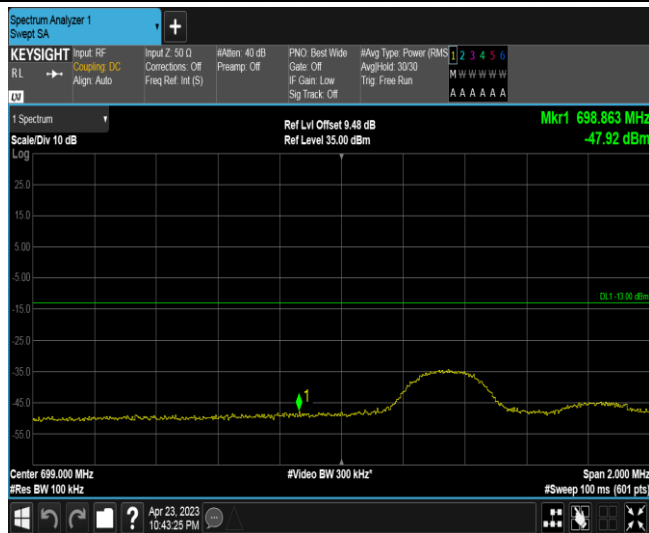 Spectrum Analyzer 1
Swept SA
+
KEYSIGHT
RL
Input: RF
Coupling: DC
Align: Auto
Input Z: 50 Ω
Corrections: Off
Freq Ref: Int (S)
#Atten: 40 dB
Preamp: Off
PNO: Best Wide
Gate: Off
IF Gain: Low
Sig Track: Off
#Avg Type: Power (RMS
Avg|Hold: 30/30
Trig: Free Run
1 2 3 4 5 6
M W W W W W
A A A A A A
1 Spectrum
Scale/Div 10 dB
Log
Ref Lvl Offset 9.48 dB
Ref Level 35.00 dBm
Mkr1 698.863 MHz
-47.92 dBm
25.0
15.0
5.00
-5.00
DL1 -13.00 dBm
-15.0
-25.0
-35.0
-45.0
1
-55.0
Center 699.000 MHz
#Res BW 100 kHz
#Video BW 300 kHz*
Span 2.000 MHz
#Sweep 100 ms (601 pts)
?
Apr 23, 2023
10:43:25 PM